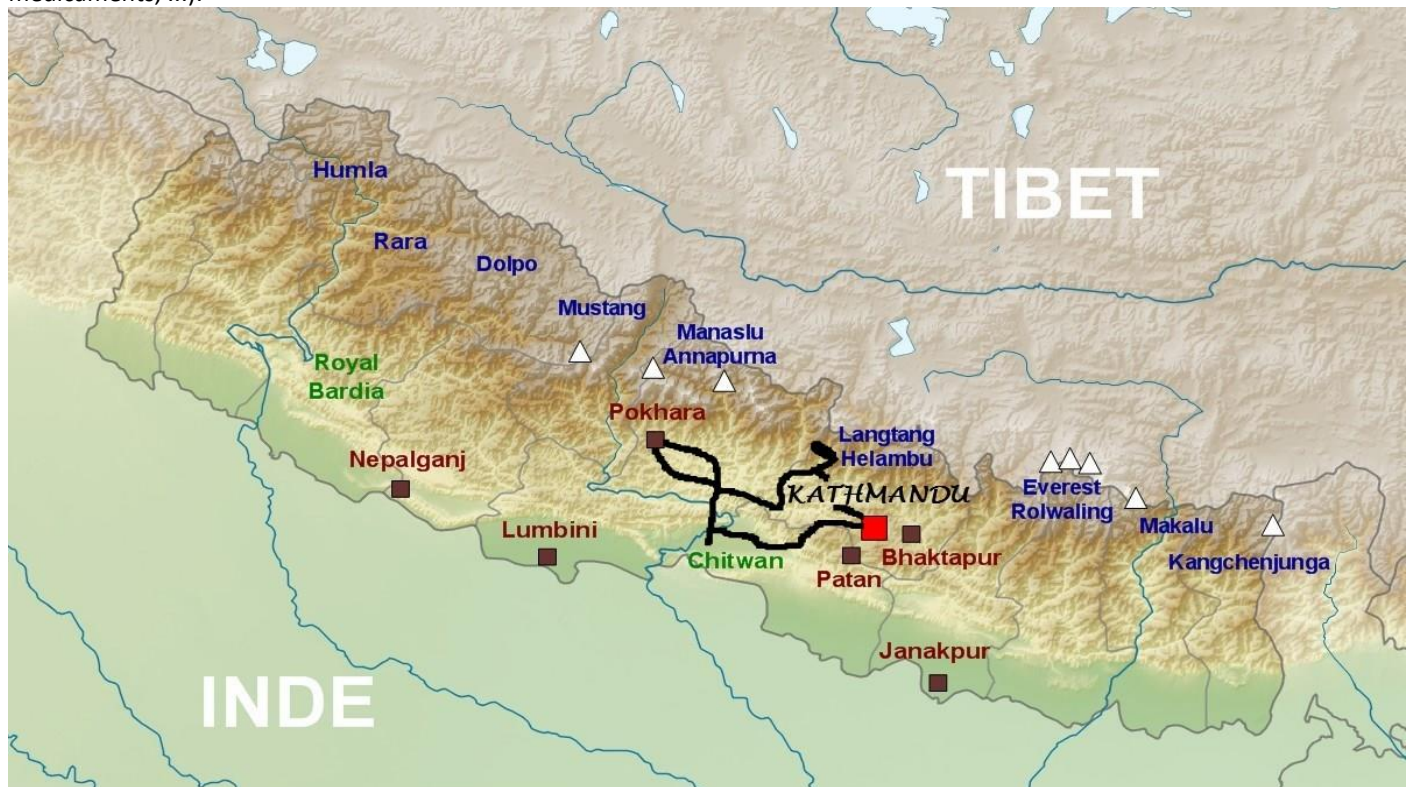 TIBET
Humla
Rara
Dolpo
Mustang
Manaslu
Annapurna
Royal
Bardia
Pokhara
Langtang
Helambu
Nepalganj
KATHMANDU
Everest
Rolwaling
Makalu
Lumbini
Chitwan
Bhaktapur
Patan
Kangchenjunga
Janakpur
INDE